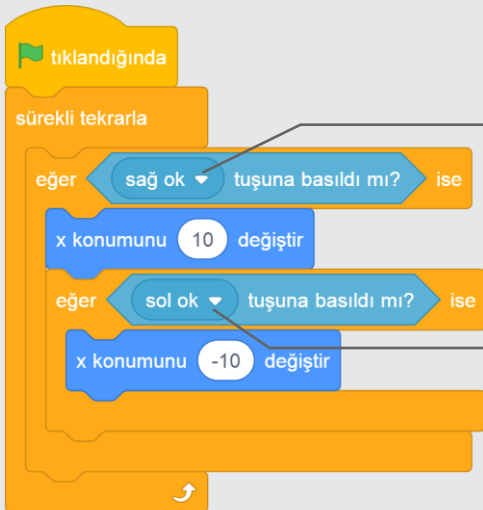 tıklandığında
sürekli tekrarla
eğer sağ ok tuşuna basıldı mı? ise
x konumunu 10 değiştir
eğer sol ok tuşuna basıldı mı? ise
x konumunu -10 değiştir